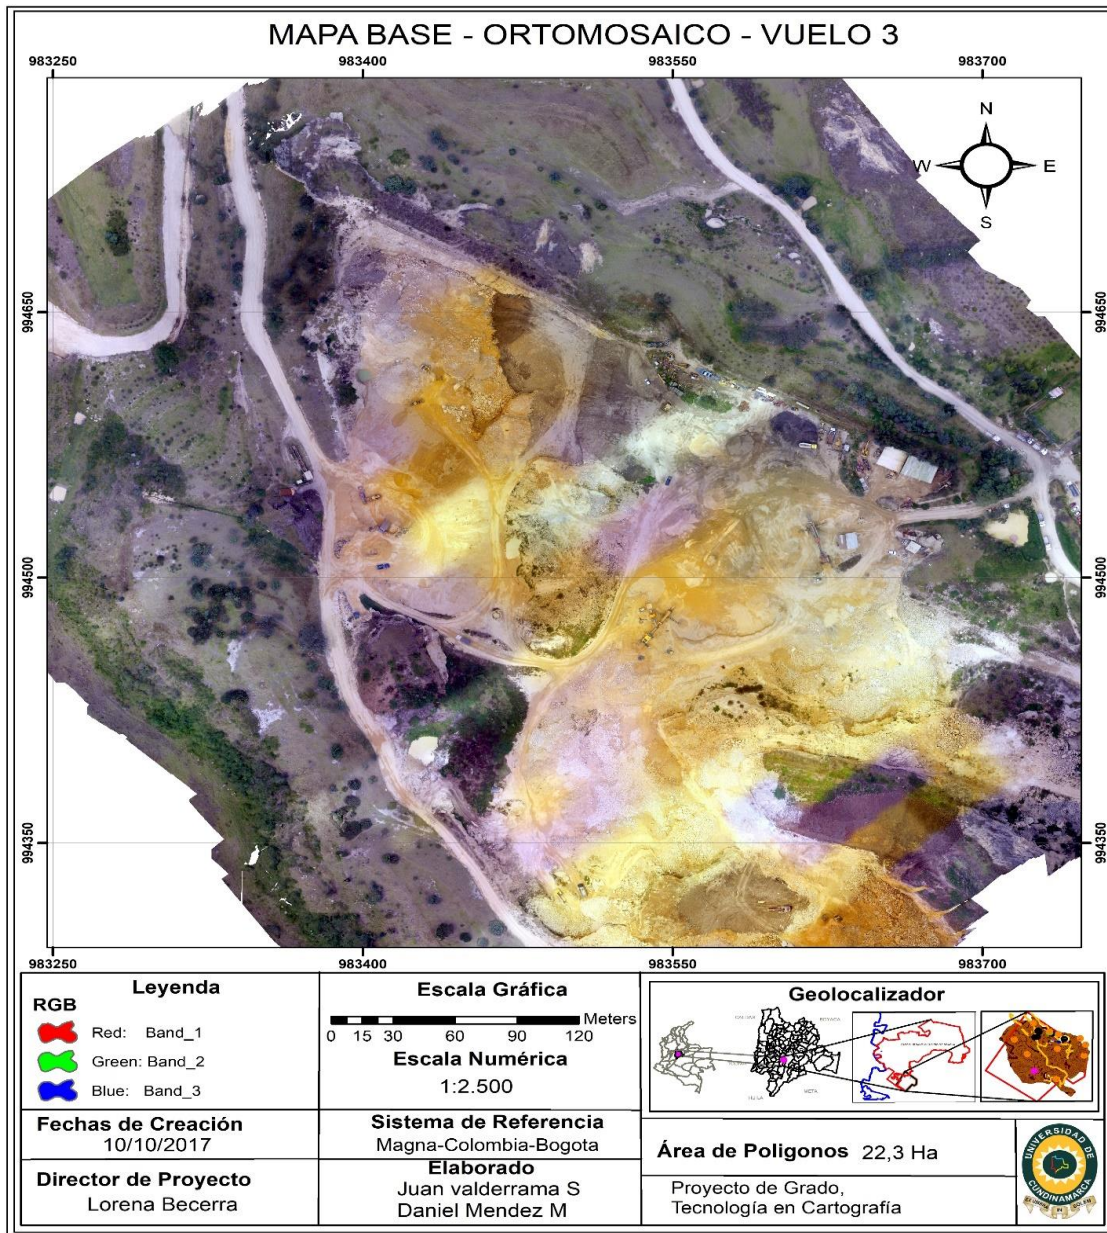 MAPA BASE - ORTOMOSAICO - VUELO 3
983250 983400 983550 983700
N
W E
S
994650 994650
994500 994500
994350 994350
983250 983400 983550 983700
Leyenda
RGB
Red: Band_1
Green: Band_2
Blue: Band_3
Escala Gráfica
Meters
0 15 30 60 90 120
Escala Numérica
1:2.500
Geolocalizador
BOYACA
META
HUILA
Fechas de Creación
10/10/2017
Sistema de Referencia
Magna-Colombia-Bogota
Área de Poligonos 22,3 Ha
Director de Proyecto
Lorena Becerra
Elaborado
Juan valderrama S
Daniel Mendez M
Proyecto de Grado,
Tecnología en Cartografía
UNIVERSIDAD DE
CUNDINAMARCA